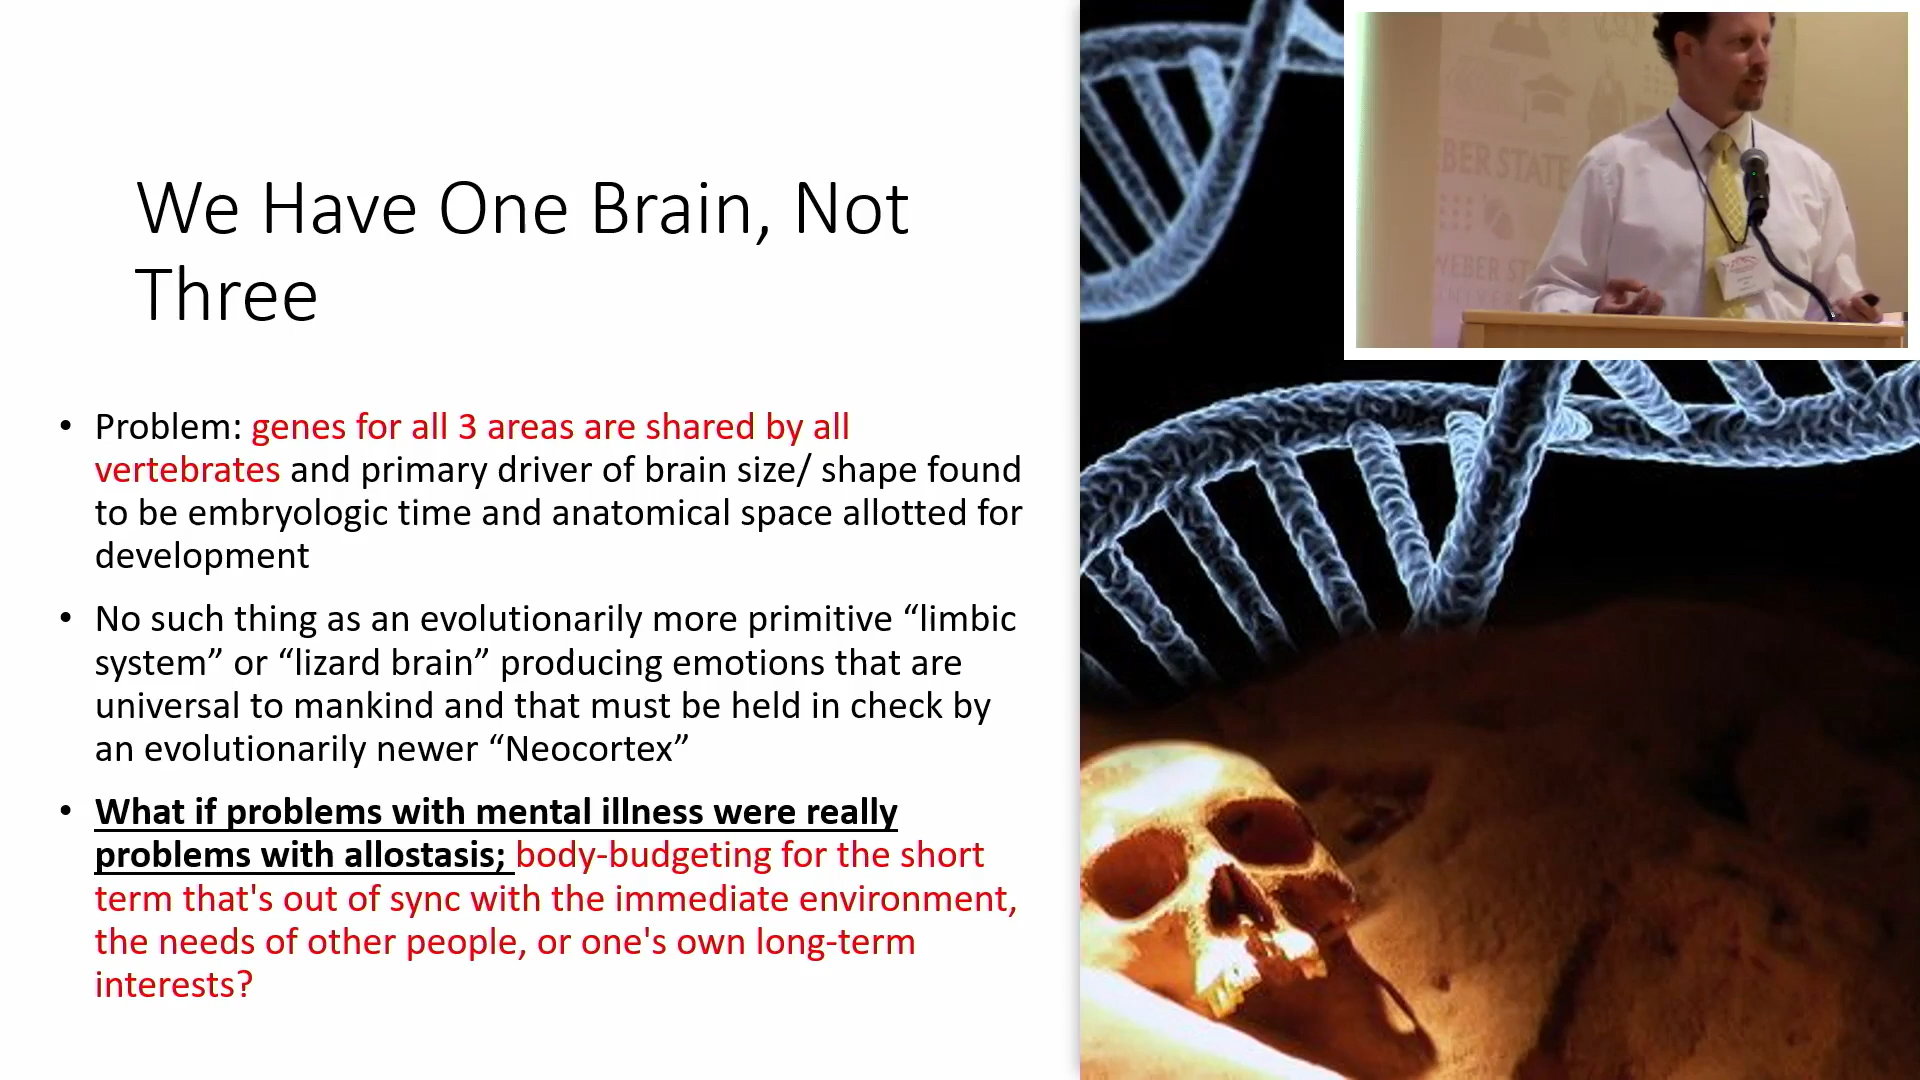 We Have One Brain, Not
Three
• Problem: genes for all 3 areas are shared by all
vertebrates and primary driver of brain size/ shape found
to be embryologic time and anatomical space allotted for
development
• No such thing as an evolutionarily more primitive “limbic
system” or “lizard brain” producing emotions that are
universal to mankind and that must be held in check by
an evolutionarily newer “Neocortex”
• What if problems with mental illness were really
problems with allostasis; body-budgeting for the short
term that's out of sync with the immediate environment,
the needs of other people, or one's own long-term
interests?
BER STATE
WEBER ST